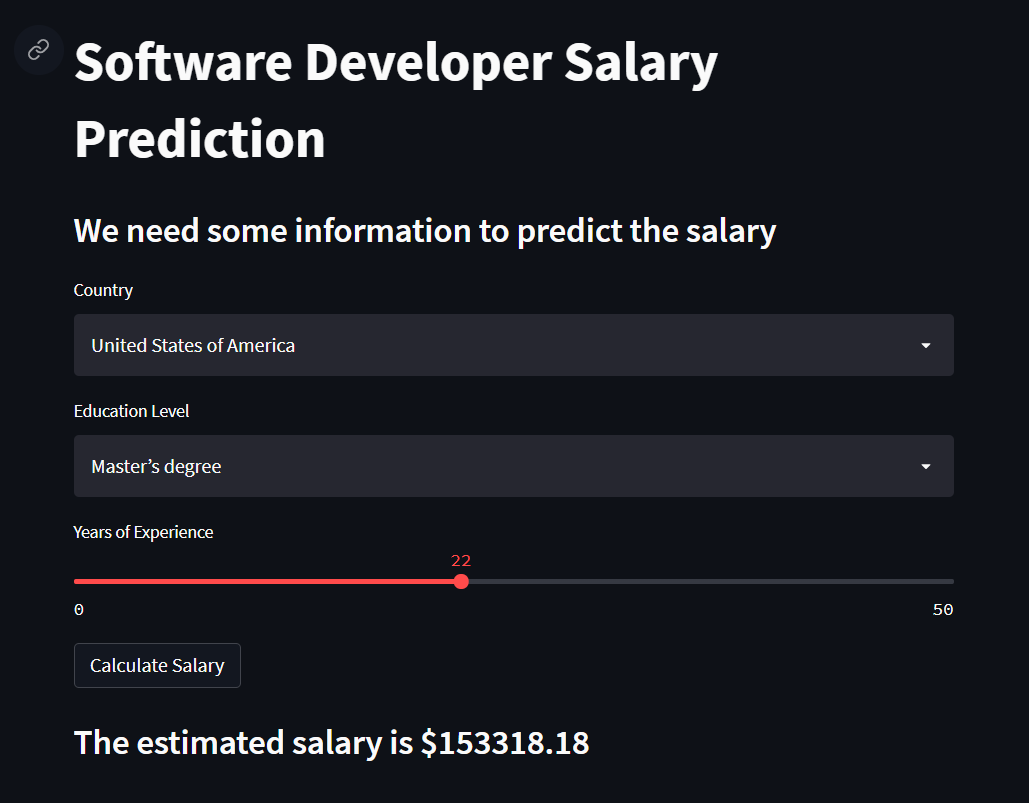 Software Developer Salary
Prediction
We need some information to predict the salary
Country
United States of America
Education Level
Master’s degree
Years of Experience
22
0 50
Calculate Salary
The estimated salary is $153318.18